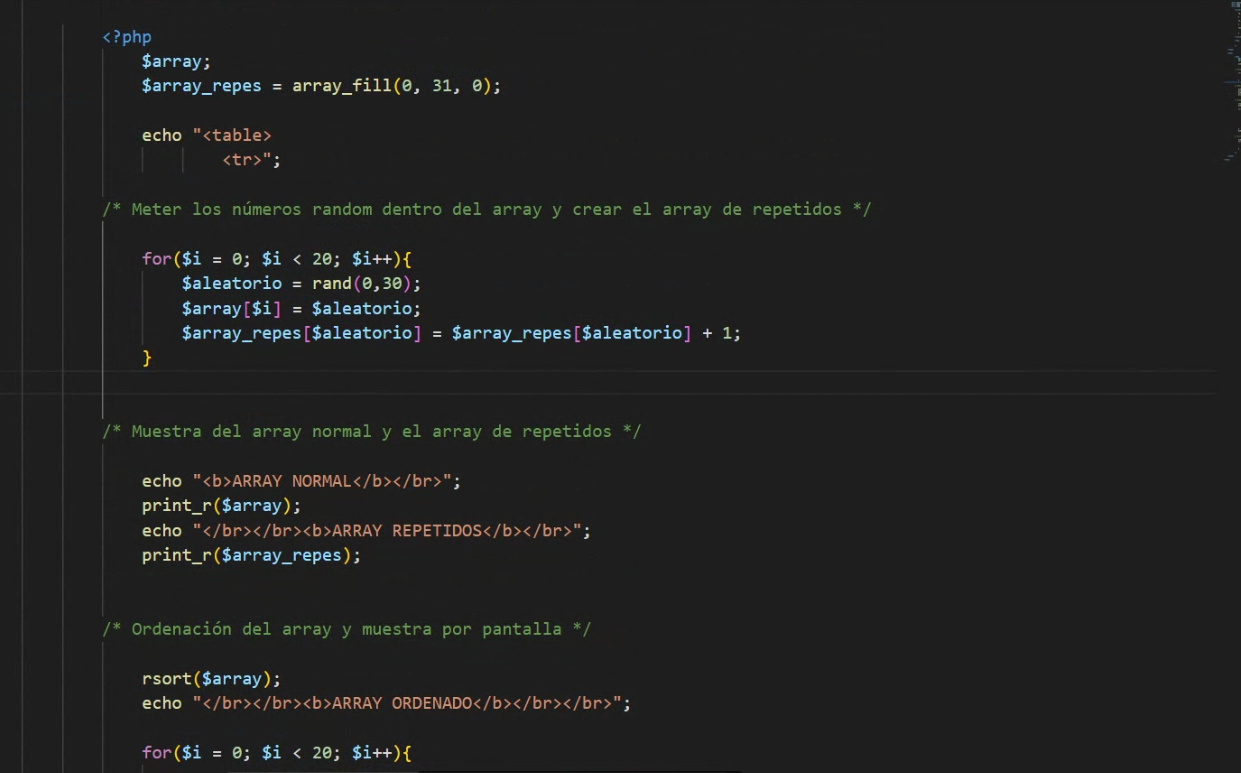 <?php
$array;
$array_repes = array_fill(0, 31, 0);
echo "<table>
<tr>";
/* Meter los números random dentro del array y crear el array de repetidos */
for($i = 0; $i < 20; $i++){
$aleatorio = rand(0,30);
$array[$i] = $aleatorio;
$array_repes[$aleatorio] = $array_repes[$aleatorio] + 1;
}
/* Muestra del array normal y el array de repetidos */
echo "<b>ARRAY NORMAL</b></br>";
print_r($array);
echo "</br></br><b>ARRAY REPETIDOS</b></br>";
print_r($array_repes);
/* Ordenación del array y muestra por pantalla */
rsort($array);
echo "</br></br><b>ARRAY ORDENADO</b></br></br>";
for($i = 0; $i < 20; $i++){